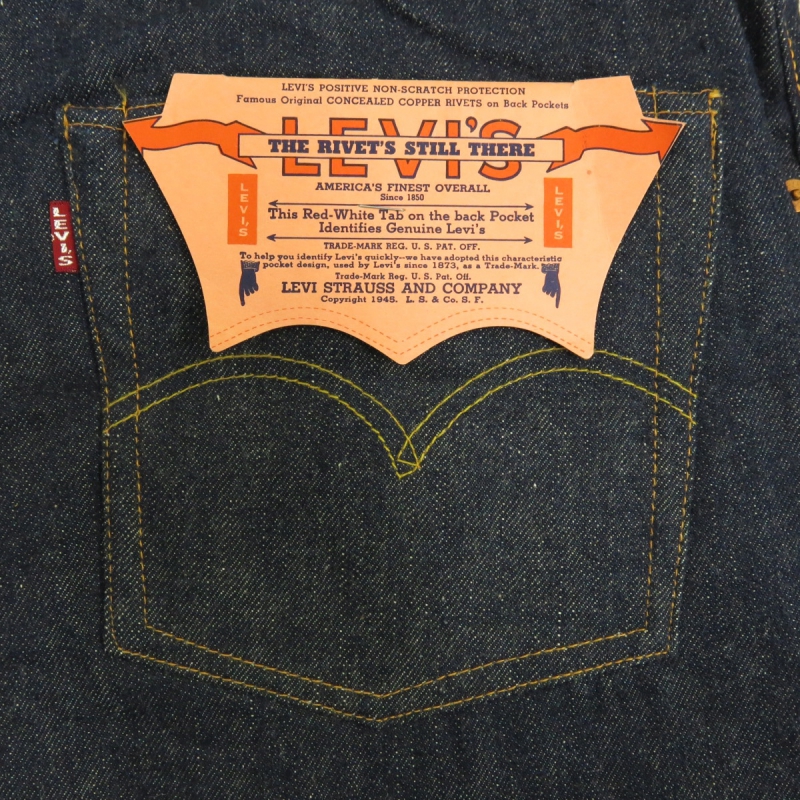 LEVI'S POSITIVE NON-SCRATCH PROTECTION
Famous Original CONCEALED COPPER RIVETS on Back Pockets
LEVI'S
THE RIVET'S STILL THERE
AMERICA'S FINEST OVERALL
Since 1850
LEVI'S
LEVI'S
This Red-White Tab on the back Pocket
Identifies Genuine Levi's
TRADE-MARK REG. U. S. PAT. OFF.
To help you identify Levi's quickly--we have adopted this characteristic
pocket design, used by Levi's since 1873, as a Trade-Mark.
Trade-Mark Reg. U. S. Pat. Off.
LEVI STRAUSS AND COMPANY
Copyright 1945. L. S. & Co. S. F.
LEVI'S